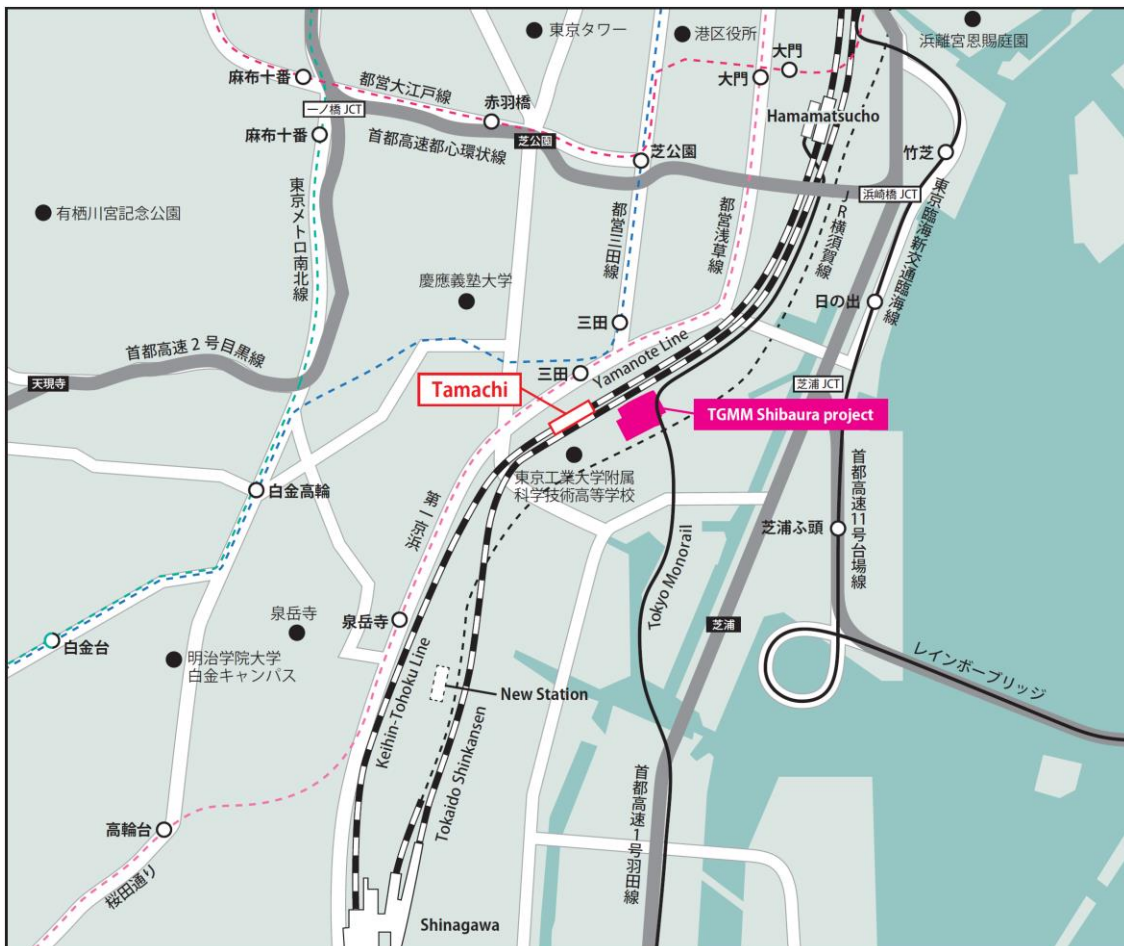 東京タワー
港区役所
浜離宮恩賜庭園
麻布十番
都営大江戸線
大門
大門
一ノ橋 JCT
赤羽橋
Hamamatsucho
麻布十番
首都高速都心環状線
芝公園
芝公園
竹芝
浜崎橋 JCT
有栖川宮記念公園
東京メトロ南北線
都営三田線
都営浅草線
JR横須賀線
東京臨海新交通臨海線
慶應義塾大学
日の出
三田
首都高速2号目黒線
三田
Yamanote Line
天現寺
Tamachi
芝浦 JCT
TGMM Shibaura project
東京工業大学附属
科学技術高等学校
白金高輪
第一京浜
首都高速11号台場線
芝浦ふ頭
Tokyo Monorail
泉岳寺
泉岳寺
芝浦
白金台
明治学院大学
白金キャンパス
Keihin-Tohoku Line
New Station
レインボーブリッジ
Tokaido Shinkansen
首都高速1号羽田線
高輪台
桜田通り
Shinagawa